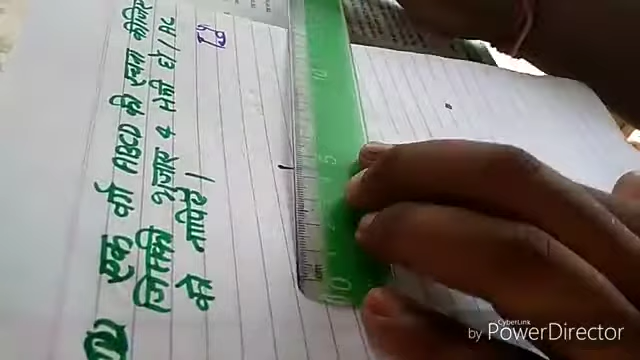 एक वर्ग ABCD की रचना कीजिए
जिसकी भुजाए 4 सेमी हो / AC
को नापिये ।
by PowerDirector
CyberLink